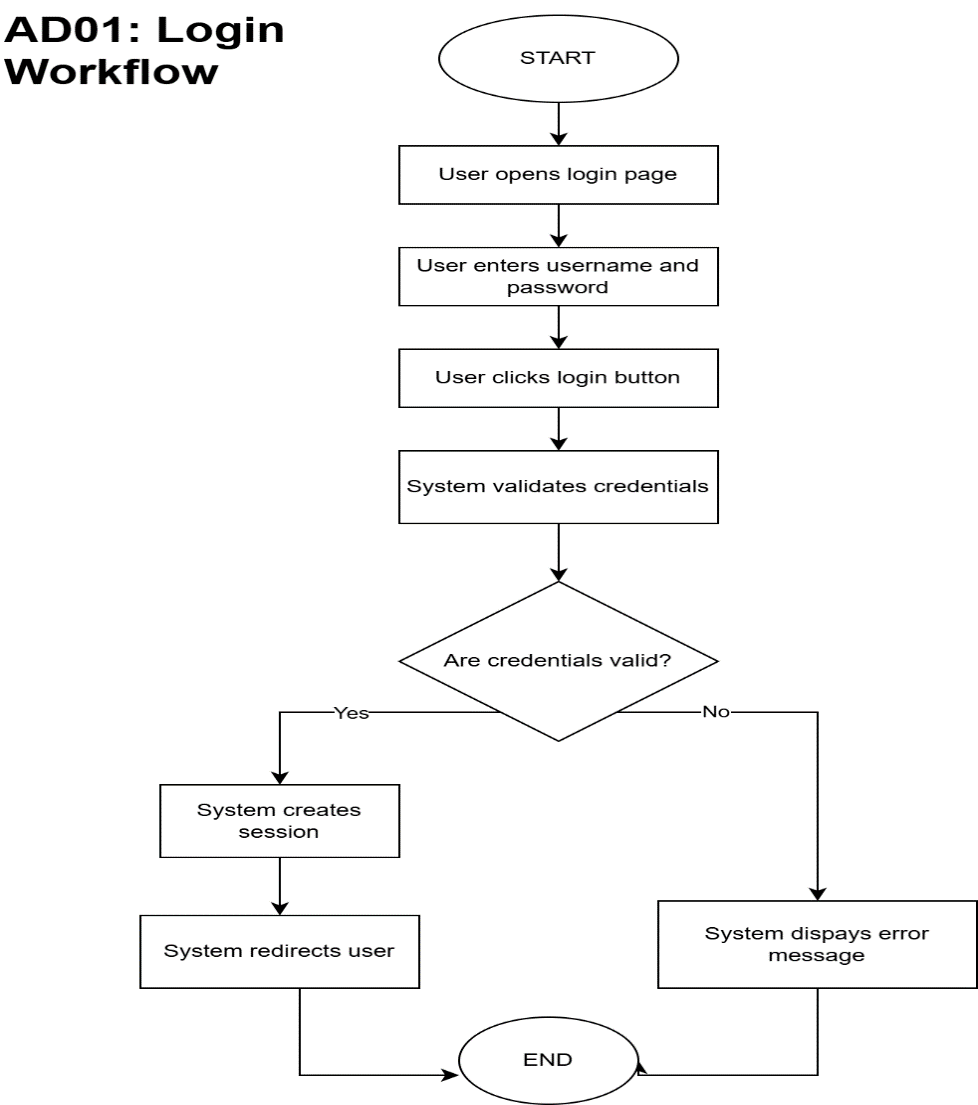 AD01: Login
Workflow
START
User opens login page
User enters username and
password
User clicks login button
System validates credentials
Are credentials valid?
Yes
No
System creates
session
System redirects user
System dispays error
message
END